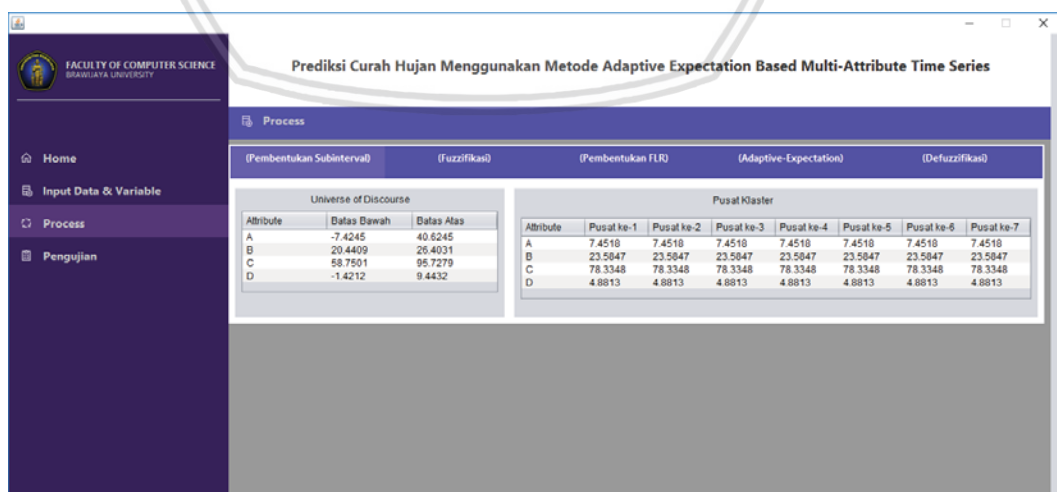 FACULTY OF COMPUTER SCIENCE
BRAWIJAYA UNIVERSITY
Prediksi Curah Hujan Menggunakan Metode Adaptive Expectation Based Multi-Attribute Time Series
Home
Input Data & Variable
Process
Pengujian
Process
(Pembentukan Subinterval) (Fuzzifikasi) (Pembentukan FLR) (Adaptive-Expectation) (Defuzzifikasi)
Universe of Discourse
Attribute Batas Bawah Batas Atas
A -7.4245 40.6245
B 20.4409 26.4031
C 58.7501 95.7279
D -1.4212 9.4432
Pusat Klaster
Attribute Pusat ke-1 Pusat ke-2 Pusat ke-3 Pusat ke-4 Pusat ke-5 Pusat ke-6 Pusat ke-7
A 7.4518 7.4518 7.4518 7.4518 7.4518 7.4518 7.4518
B 23.5847 23.5847 23.5847 23.5847 23.5847 23.5847 23.5847
C 78.3348 78.3348 78.3348 78.3348 78.3348 78.3348 78.3348
D 4.8813 4.8813 4.8813 4.8813 4.8813 4.8813 4.8813